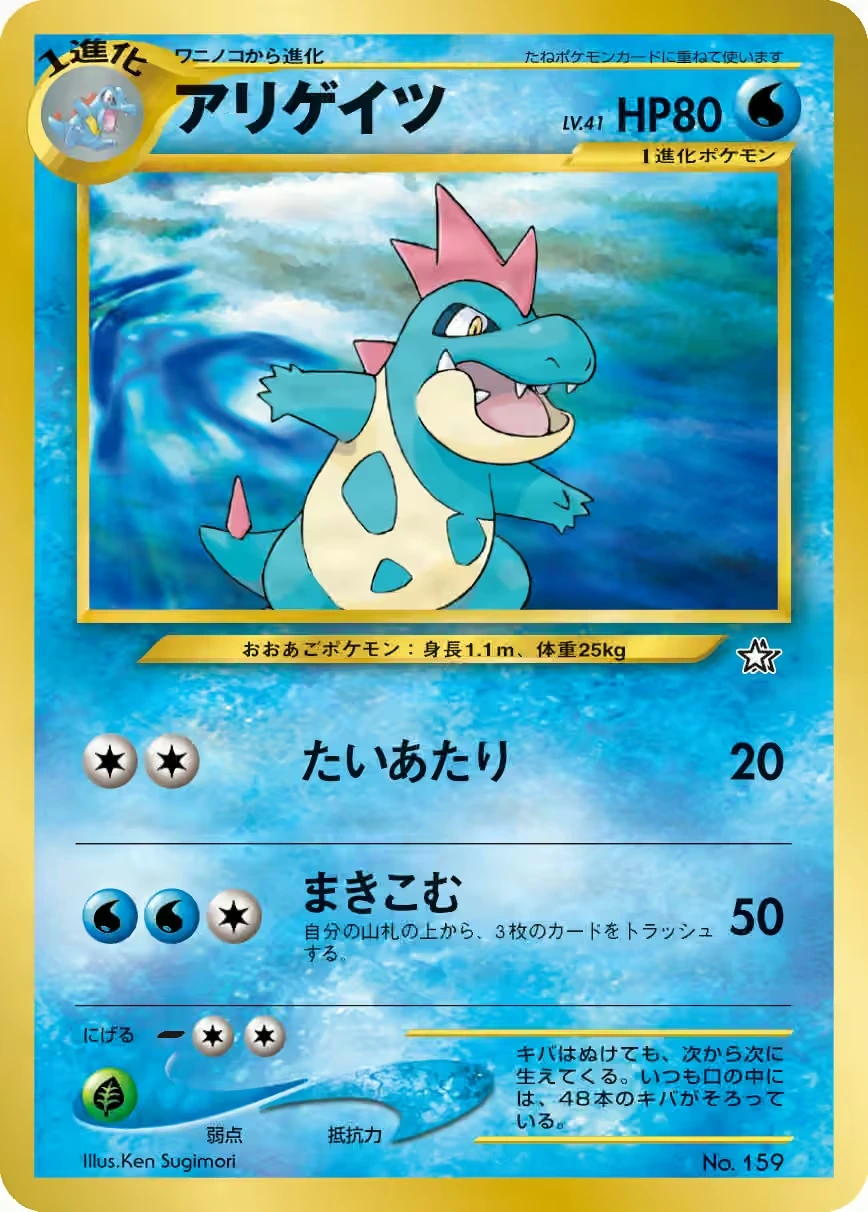 1進化
ワニノコから進化
たねポケモンカードに重ねて使います
アリゲイツ
LV.41 HP80
1進化ポケモン
おおあごポケモン：身長1.1m、体重25kg
たいあたり 20
まきこむ 50
自分の山札の上から、3枚のカードをトラッシュ
する。
にげる
キバはぬけても、次から次に
生えてくる。いつも口の中に
は、48本のキバがそろって
いる。
弱点 抵抗力
Illus.Ken Sugimori
No. 159